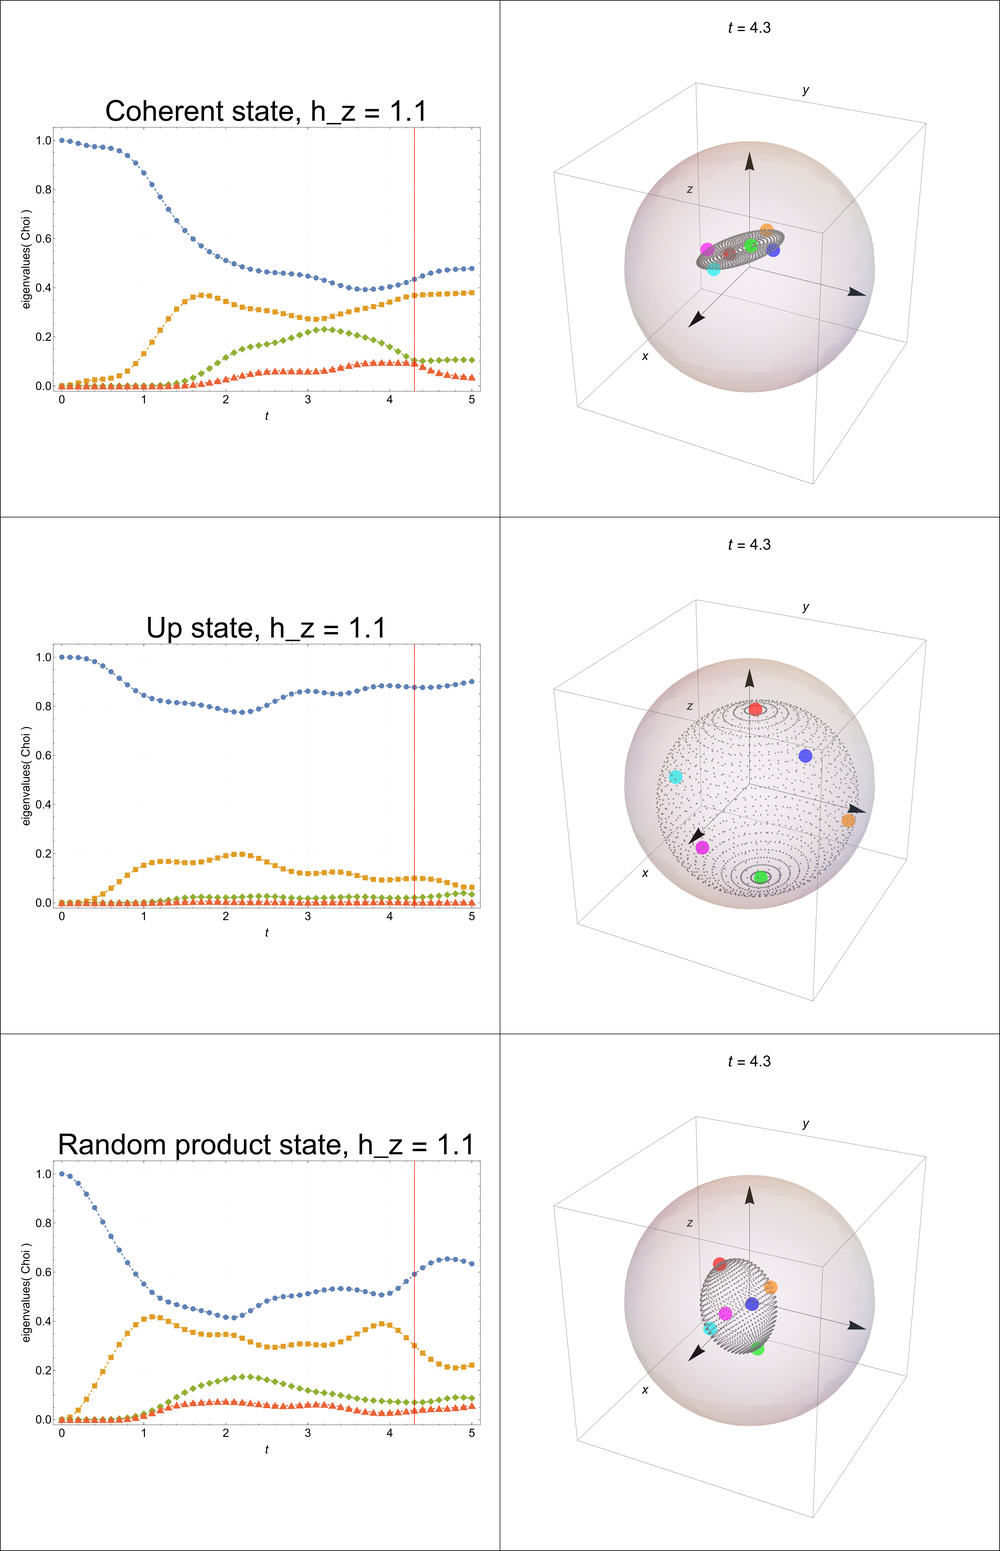 t = 4.3
y
z
x
Coherent state, h_z = 1.1
eigenvalues( Choi )
1.0
0.8
0.6
0.4
0.2
0.0
0 1 2 3 4 5
t
t = 4.3
y
z
x
Up state, h_z = 1.1
eigenvalues( Choi )
1.0
0.8
0.6
0.4
0.2
0.0
0 1 2 3 4 5
t
t = 4.3
y
z
x
Random product state, h_z = 1.1
eigenvalues( Choi )
1.0
0.8
0.6
0.4
0.2
0.0
0 1 2 3 4 5
t